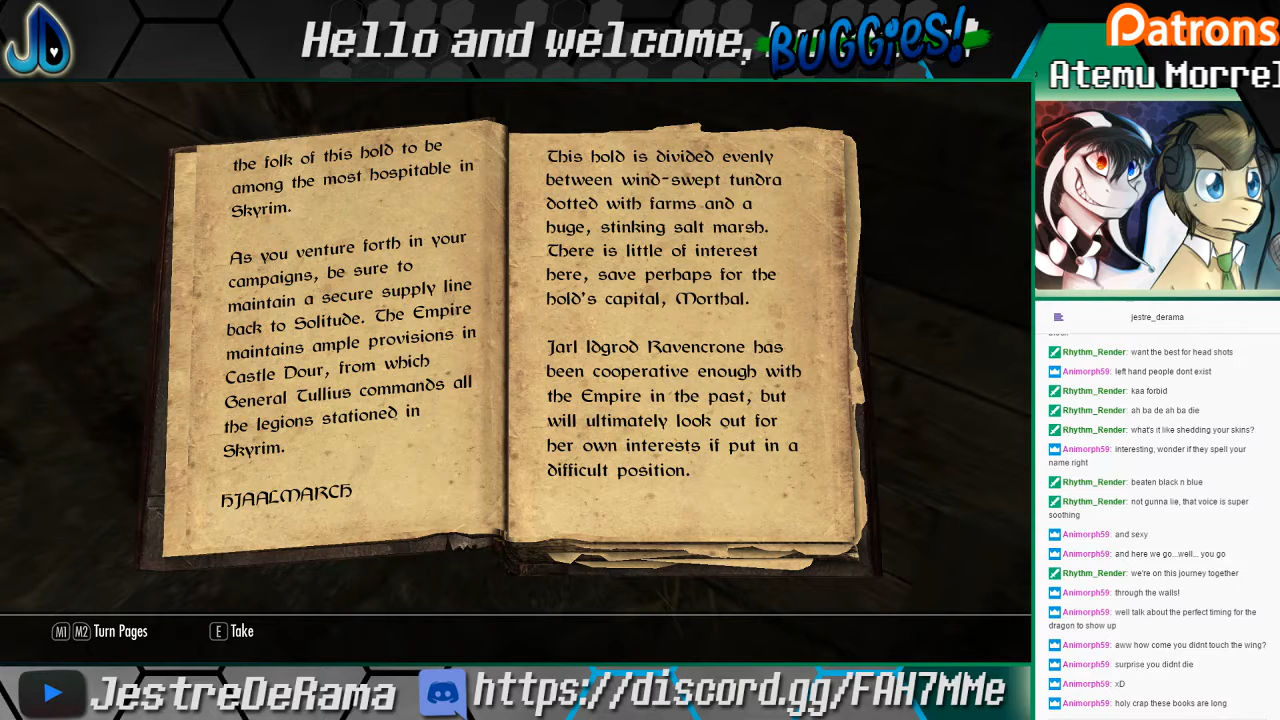 Hello and welcome,
BUGGiES!
Patrons
Atemu Morrel
the folk of this hold to be
among the most hospitable in
Skyrim.
As you venture forth in your
campaigns, be sure to
maintain a secure supply line
back to Solitude. The Empire
maintains ample provisions in
Castle Dour, from which
General Tullius commands all
the legions stationed in
Skyrim.
HJAALMARCH
This hold is divided evenly
between wind-swept tundra
dotted with farms and a
huge, stinking salt marsh.
There is little of interest
here, save perhaps for the
hold's capital, Morthal.
Jarl Idgrod Ravencrone has
been cooperative enough with
the Empire in the past, but
will ultimately look out for
her own interests if put in a
difficult position.
M1 M2 Turn Pages
E Take
jestre_derama
Rhythm_Render: want the best for head shots
Animorph59: left hand people dont exist
Rhythm_Render: kaa forbid
Rhythm_Render: ah ba de ah ba die
Rhythm_Render: what's it like shedding your skins?
Animorph59: interesting, wonder if they spell your
name right
Rhythm_Render: beaten black n blue
Rhythm_Render: not gunna lie, that voice is super
soothing
Animorph59: and sexy
Animorph59: and here we go...well... you go
Rhythm_Render: we're on this journey together
Animorph59: through the walls!
Animorph59: well talk about the perfect timing for the
dragon to show up
Animorph59: aww how come you didnt touch the wing?
Animorph59: surprise you didnt die
Animorph59: xD
Animorph59: holy crap these books are long
JestreDeRama
https://discord.gg/FAH7MMe